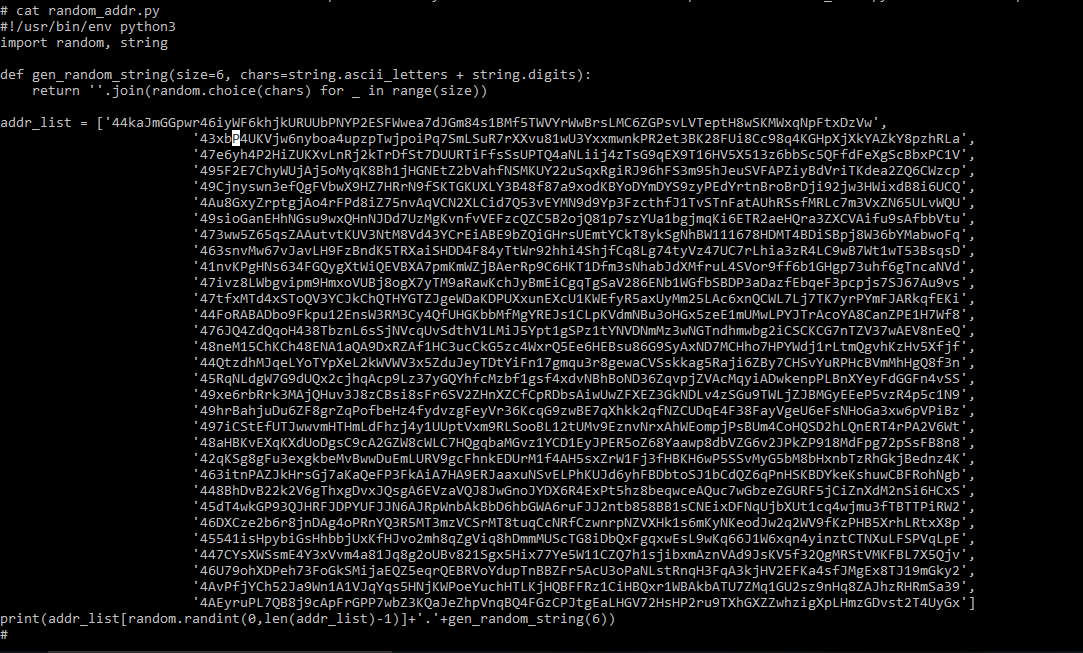 # cat random_addr.py
#!/usr/bin/env python3
import random, string
def gen_random_string(size=6, chars=string.ascii_letters + string.digits):
    return ''.join(random.choice(chars) for _ in range(size))
addr_list = ['44kaJmGGpwr46iyWF6khjkURUUbPNYP2ESFWwea7dJGm84s1BMf5TWVYrWwBrsLMC6ZGPsvLVTeptH8wSKMWxqNpFtxDzVw',
'43xbP4UKVjw6nyboa4upzpTwjpoiPq7SmLSuR7rXXvu81wU3YxxmwnkPR2et3BK28FUi8Cc98q4KGHpXjXkYAZkY8pzhRLa',
'47e6yh4P2HiZUKXvLnRj2kTrDfSt7DUURTiFfsSsUPTQ4aNLiij4zTsG9qEX9T16HV5X513z6bbSc5QFfdFeXgScBbxPC1V',
'495F2E7ChyWUjAj5oMyqK8Bh1jHGNEtZ2bVahfNSMKUY22uSqxRgiRJ96hFS3m95hJeuSVFAPZiyBdVriTKdea2ZQ6CWzcp',
'49Cjnyswn3efQgFVbwX9HZ7HRrN9fSKTGKUXLY3B48f87a9xodKBYoDYmDYS9zyPEdYrtnBroBrDji92jw3HWixdB8i6UCQ',
'4Au8GxyZrptgjAo4rFPd8iZ75nvAqVCN2XLCid7Q53vEYMN9d9Yp3FzcthfJ1TvSTnFatAUhRSsfMRLc7m3VxZN65ULvWQU',
'49sioGanEHhNGsu9wxQHnNJDd7UzMgKvnfvVEFzcQZC5B2ojQ81p7szYUa1bgjmqKi6ETR2aeHQra3ZXCVAifu9sAfbbVtu',
'473ww5Z65qsZAAutvtKUV3NtM8Vd43YCrEiABE9bZQiGHrsUEmtYCkT8ykSgNhBW111678HDMT4BDiSBpj8W36bYMabwoFq',
'463snvMw67vJavLH9FzBndK5TRXaiSHDD4F84yTtWr92hhi4ShjfCq8Lg74tyVz47UC7rLhia3zR4LC9wB7Wt1wT53BsqsD',
'41nvKPgHNs634FGQygXtWiQEVBXA7pmKmWZjBAerRp9C6HKT1Dfm3sNhabJdXMfruL4SVor9ff6b1GHgp73uhf6gTncaNVd',
'47ivz8LWbgvipm9HmxoVUBj8ogX7yTM9aRawKchJyBmEiCgqTgSaV286ENb1WGfbSBDP3aDazfEbqeF3pcpjs7SJ67Au9vs',
'47tfxMTd4xSToQV3YCJkChQTHYGTZJgeWDaKDPUXxunEXcU1KWEfyR5axUyMm25LAc6xnQCWL7Lj7TK7yrPYmFJARkqfEKi',
'44FoRABADbo9Fkpu12EnsW3RM3Cy4QfUHGKbbMfMgYREJs1CLpKVdmNBu3oHGx5zeE1mUMwLPYJTrAcoYA8CanZPE1H7Wf8',
'476JQ4ZdQqoH438TbznL6sSjNVcqUvSdthV1LMiJ5Ypt1gSPz1tYNVDNmMz3wNGTndhmwbg2iCSCKCG7nTZV37wAEV8nEeQ',
'48neM15ChKCh48ENA1aQA9DxRZAf1HC3ucCkG5zc4WxrQ5Ee6HEBsu86G9SyAxND7MCHho7HPYWdj1rLtmQgvhKzHv5Xfjf',
'44QtzdhMJqeLYoTYpXeL2kWVWV3x5ZduJeyTDtYiFn17gmqu3r8gewaCVSskkag5Raji6ZBy7CHSvYuRPHcBVmMhHgQ8f3n',
'45RqNLdgW7G9dUQx2cjhqAcp9Lz37yGQYhfcMzbf1gsf4xdvNBhBoND36ZqvpjZVAcMqyiADwkenpPLBnXYeyFdGGFn4vSS',
'49xe6rbRrk3MAjQHuv3J8zCBsi8sFr6SV2ZHnXZCfCpRDbsAiwUwZFXEZ3GkNDLv4zSGu9TWLjZJBMGyEEeP5vzR4p5c1N9',
'49hrBahjuDu6ZF8grZqPofbeHz4fydvzgFeyVr36KcqG9zwBE7qXhkk2qfNZCUDqE4F38FayVgeU6eFsNHoGa3xw6pVPiBz',
'497iCStEfUTJwwvmHTHmLdFhzj4y1UUptVxm9RLSooBL12tUMv9EznvNrxAhWEompjPsBUm4CoHQSD2hLQnERT4rPA2V6Wt',
'48aHBKvEXqKXdUoDgsC9cA2GZW8cWLC7HQgqbaMGvz1YCD1EyJPER5oZ68Yaawp8dbVZG6v2JPkZP918MdFpg72pSsFB8n8',
'42qKSg8gFu3exgkbeMvBwwDuEmLURV9gcFhnkEDUrM1f4AH5sxZrW1Fj3fHBKH6wP5SSvMyG5bM8bHxnbTzRhGkjBednz4K',
'463itnPAZJkHrsGj7aKaQeFP3FkAiA7HA9ERJaaxuNSvELPhKUJd6yhFBDbtoSJ1bCdQZ6qPnHSKBDYkeKshuwCBFRohNgb',
'448BhDvB22k2V6gThxgDvxJQsgA6EVzaVQJ8JwGnoJYDX6R4ExPt5hz8beqwceAQuc7wGbzeZGURF5jCiZnXdM2nSi6HCxS',
'45dT4wkGP93QJHRFJDPYUFJJN6AJRpWnbAkBbD6hbGWA6ruFJJ2ntb858BB1sCNEixDFNqUjbXUt1cq4wjmu3fTBTTPiRW2',
'46DXCze2b6r8jnDAg4oPRnYQ3R5MT3mzVCSrMT8tuqCcNRfCzwnrpNZVXHk1s6mKyNKeodJw2q2WV9fKzPHB5XrhLRtxX8p',
'45541isHpybiGsHhbbjUxKfHJvo2mh8qZgViq8hDmmMUScTG8iDbQxFgqxwEsL9wKq66J1W6xqn4yinztCTNXuLFSPVqLpE',
'447CYsXWSsmE4Y3xVvm4a81Jq8g2oUBv821Sgx5Hix77Ye5W11CZQ7h1sjibxmAznVAd9JsKV5f32QgMRStVMKFBL7X5Qjv',
'46U79ohXDPeh73FoGkSMijaEQZ5eqrQEBRVoYdupTnBBZFr5AcU3oPaNLstRnqH3FqA3kjHV2EFKa4sfJMgEx8TJ19mGky2',
'4AvPfjYCh52Ja9Wn1A1VJqYqs5HNjKWPoeYuchHTLKjHQBFFRz1CiHBQxr1WBAkbATU7ZMq1GU2sz9nHq8ZAJhzRHRmSa39',
'4AEyruPL7QB8j9cApFrGPP7wbZ3KQaJeZhpVnqBQ4FGzCPJtgEaLHGV72HsHP2ru9TXhGXZZwhzigXpLHmzGDvst2T4UyGx']
print(addr_list[random.randint(0,len(addr_list)-1)]+'.'+gen_random_string(6))
#